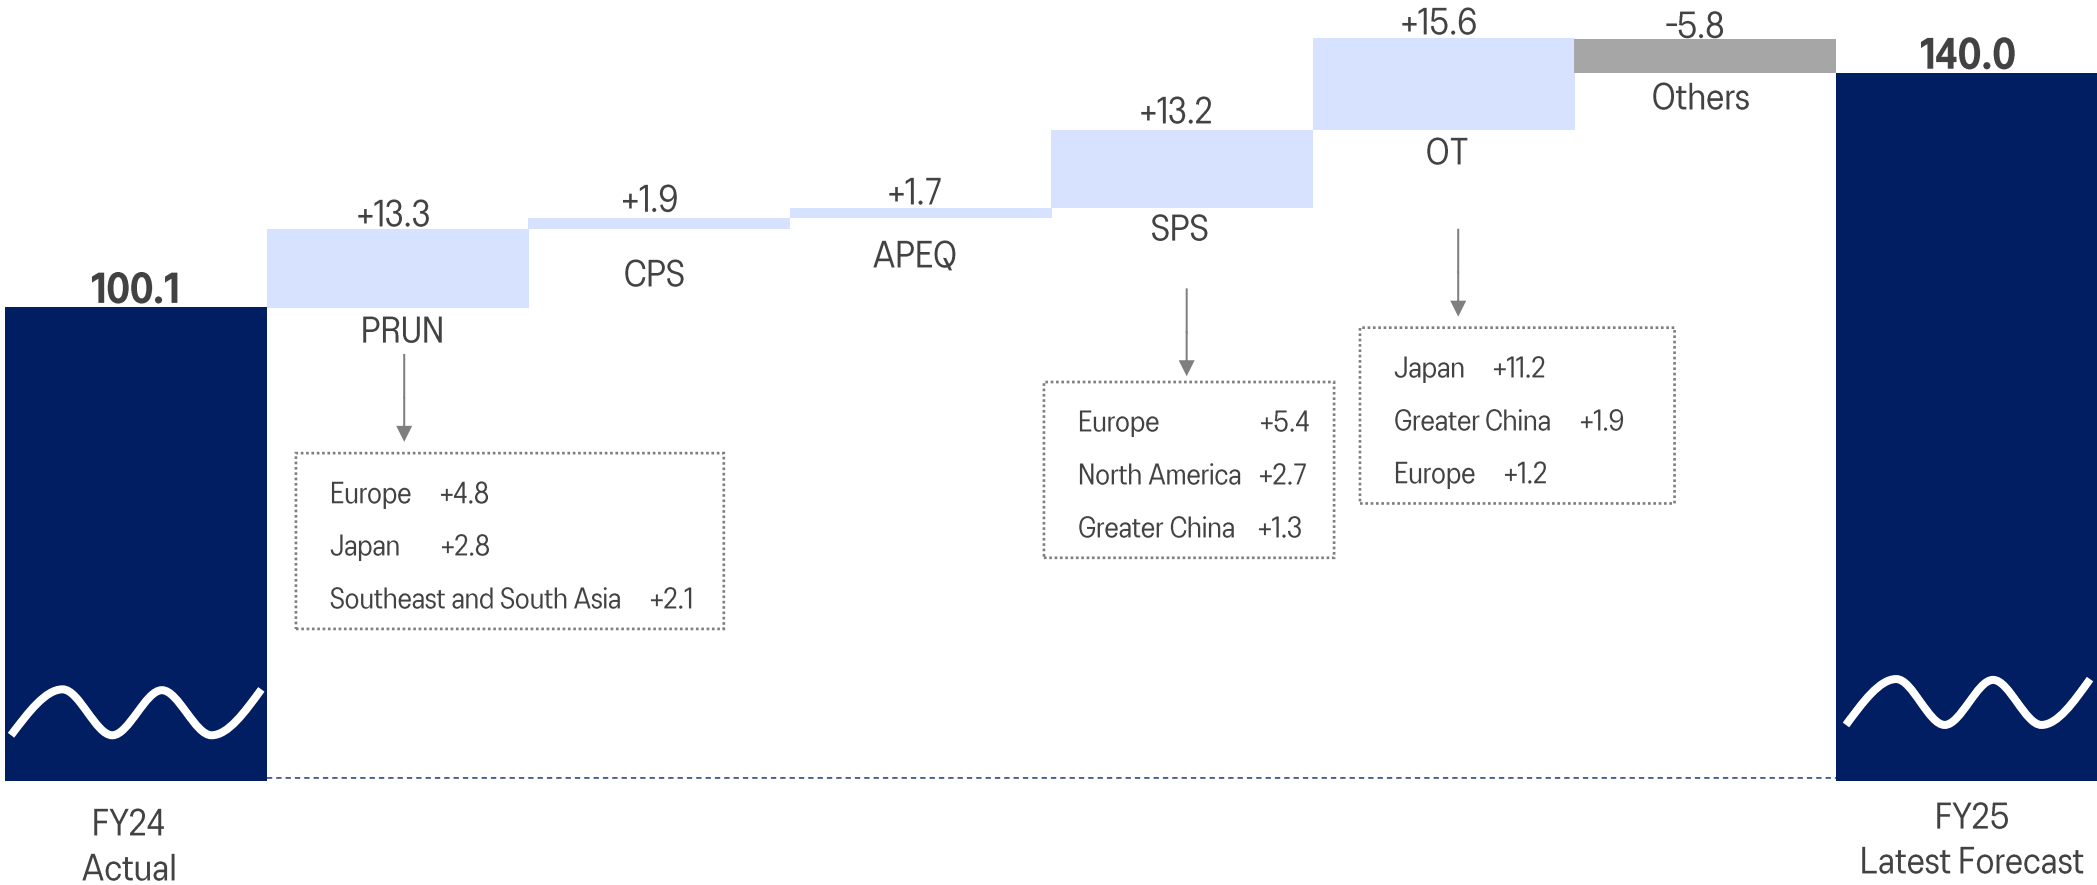 100.1
FY24
Actual
+13.3
PRUN
Europe +4.8
Japan +2.8
Southeast and South Asia +2.1
+1.9
CPS
+1.7
APEQ
+13.2
SPS
Europe +5.4
North America +2.7
Greater China +1.3
+15.6
OT
Japan +11.2
Greater China +1.9
Europe +1.2
-5.8
Others
140.0
FY25
Latest Forecast